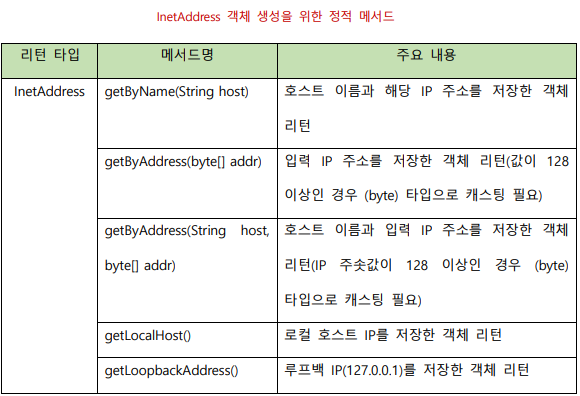 InetAddress 객체 생성을 위한 정적 메서드
리턴 타입 메서드명 주요 내용
InetAddress getByName(String host) 호스트 이름과 해당 IP 주소를 저장한 객체
리턴
getByAddress(byte[] addr) 입력 IP 주소를 저장한 객체 리턴(값이 128
이상인 경우 (byte) 타입으로 캐스팅 필요)
getByAddress(String host, 호스트 이름과 입력 IP 주소를 저장한 객체
byte[] addr) 리턴(IP 주솟값이 128 이상인 경우 (byte)
타입으로 캐스팅 필요)
getLocalHost() 로컬 호스트 IP를 저장한 객체 리턴
getLoopbackAddress() 루프백 IP(127.0.0.1)를 저장한 객체 리턴